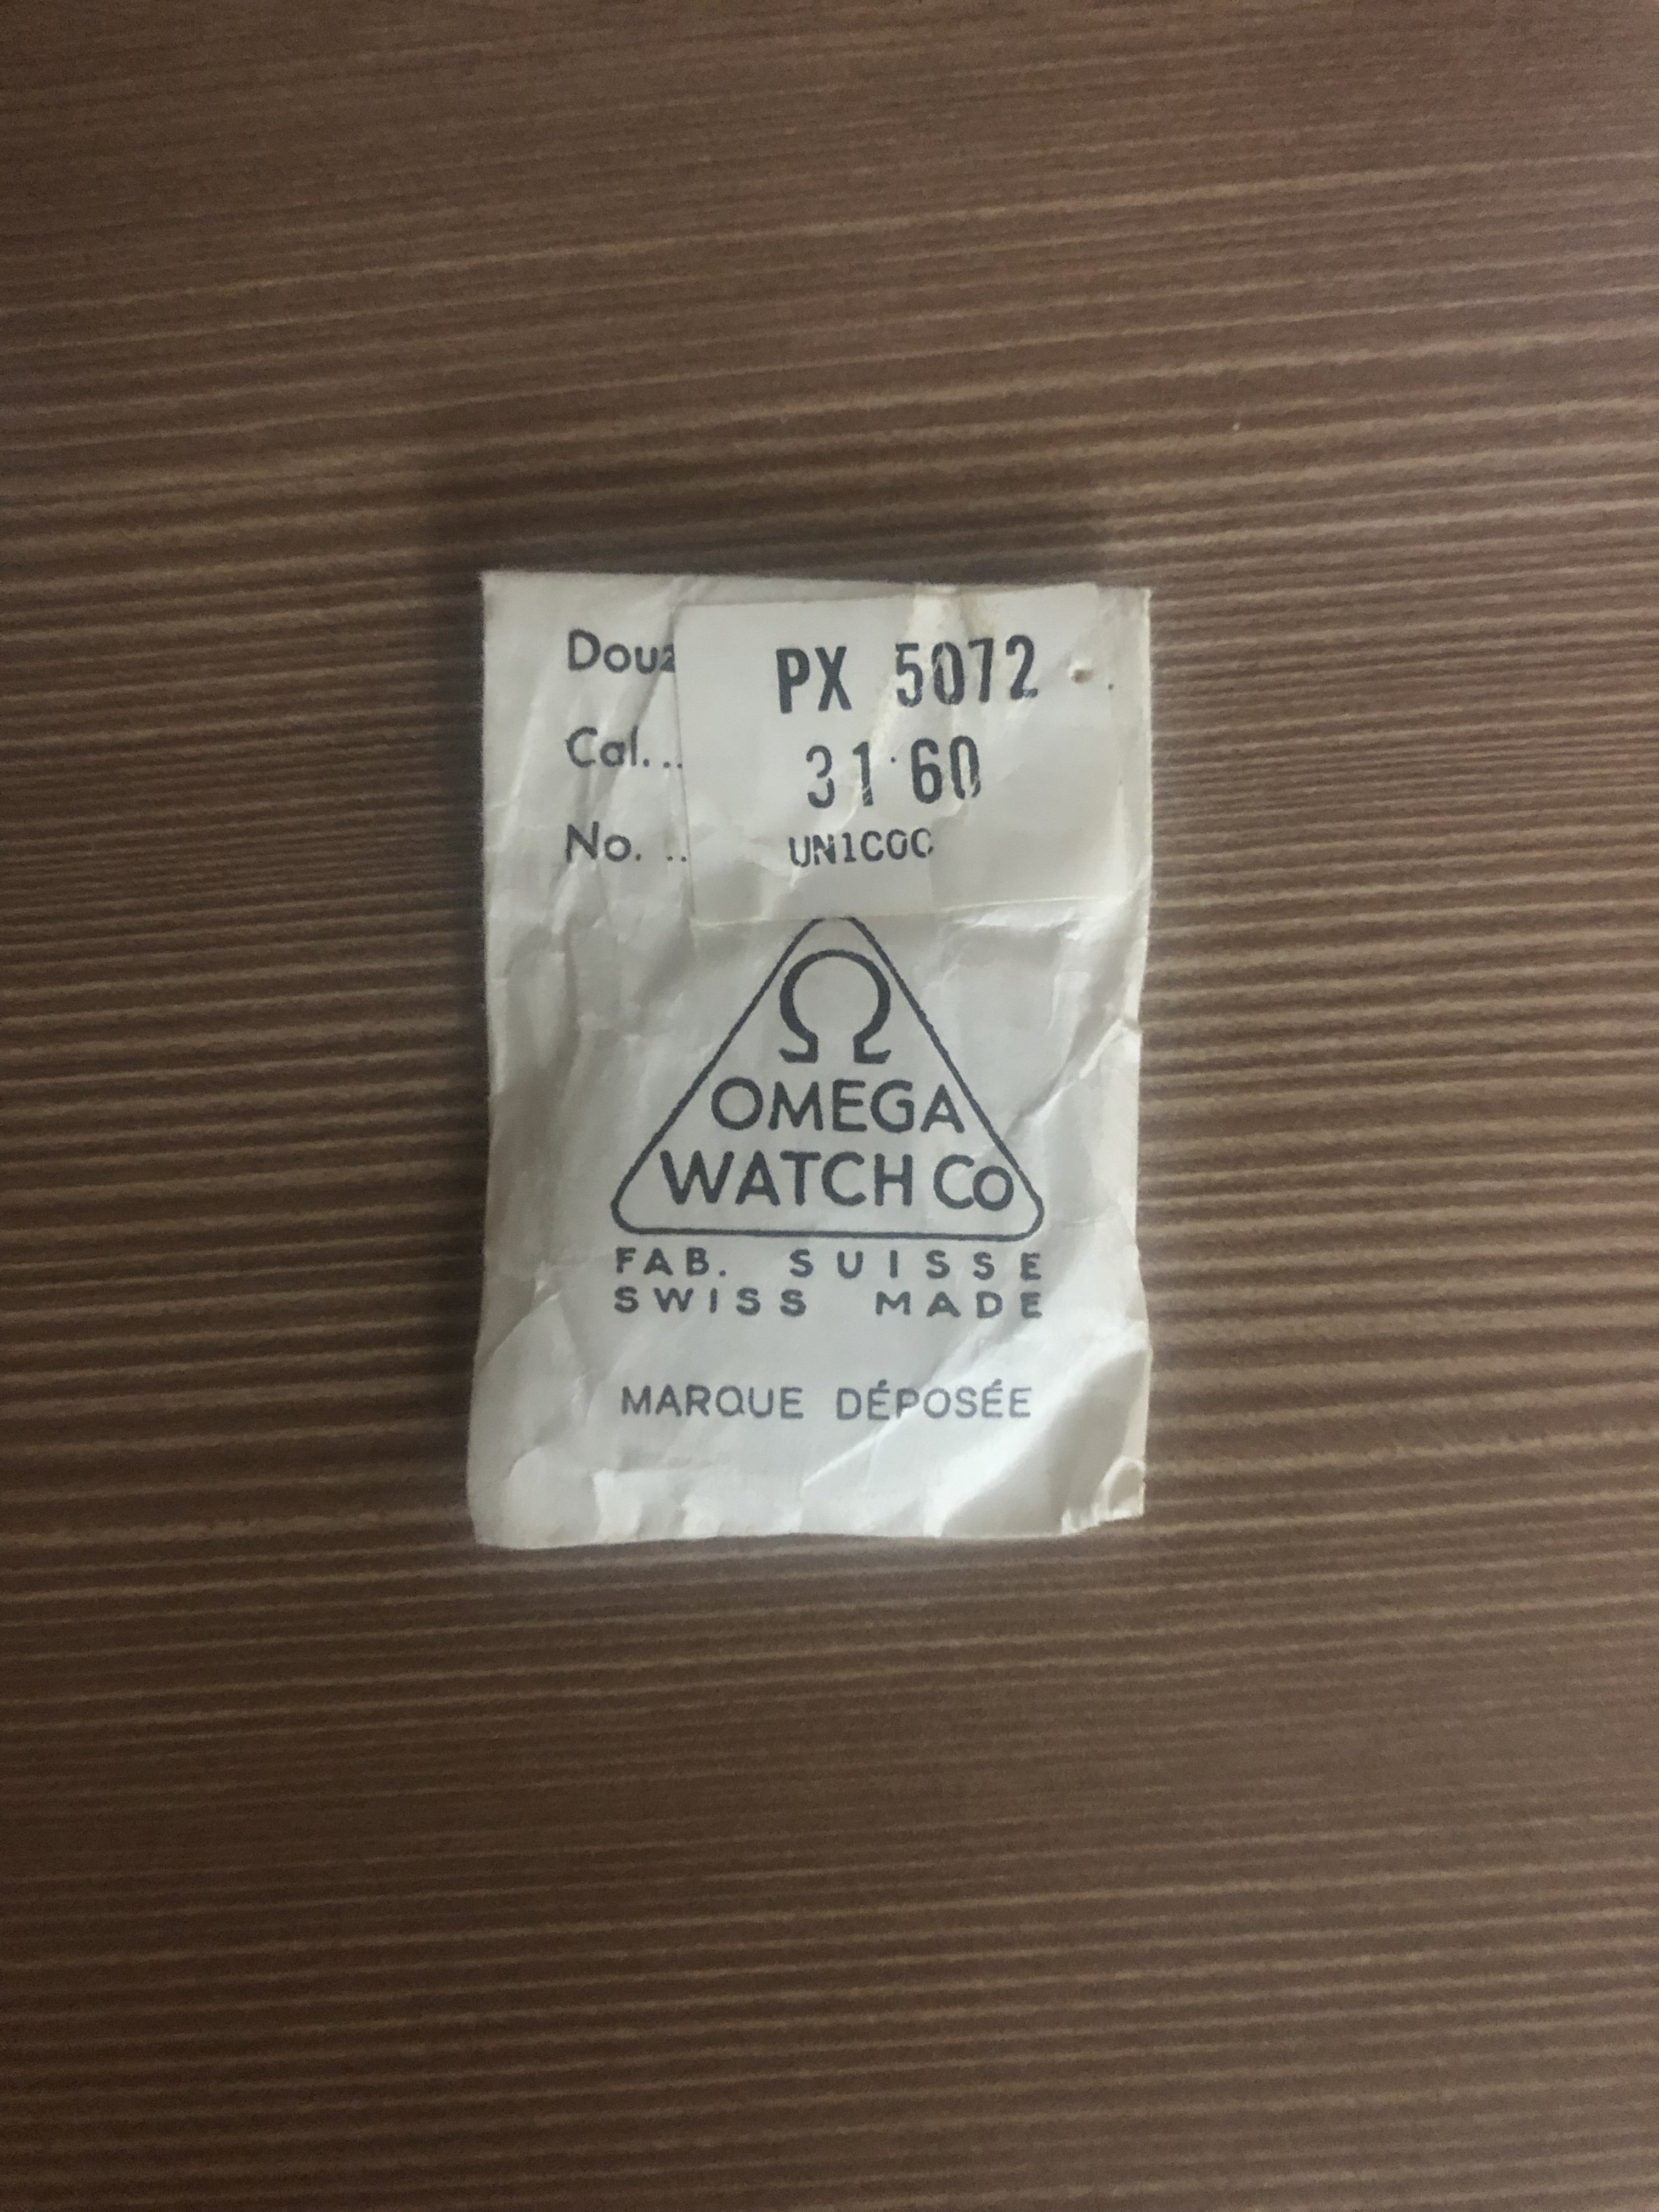 Douz
PX 5072
Cal...
31·60
No. ..
UN1COC
Ω
OMEGA
WATCH Co
FAB. SUISSE
SWISS MADE
MARQUE DÉPOSÉE